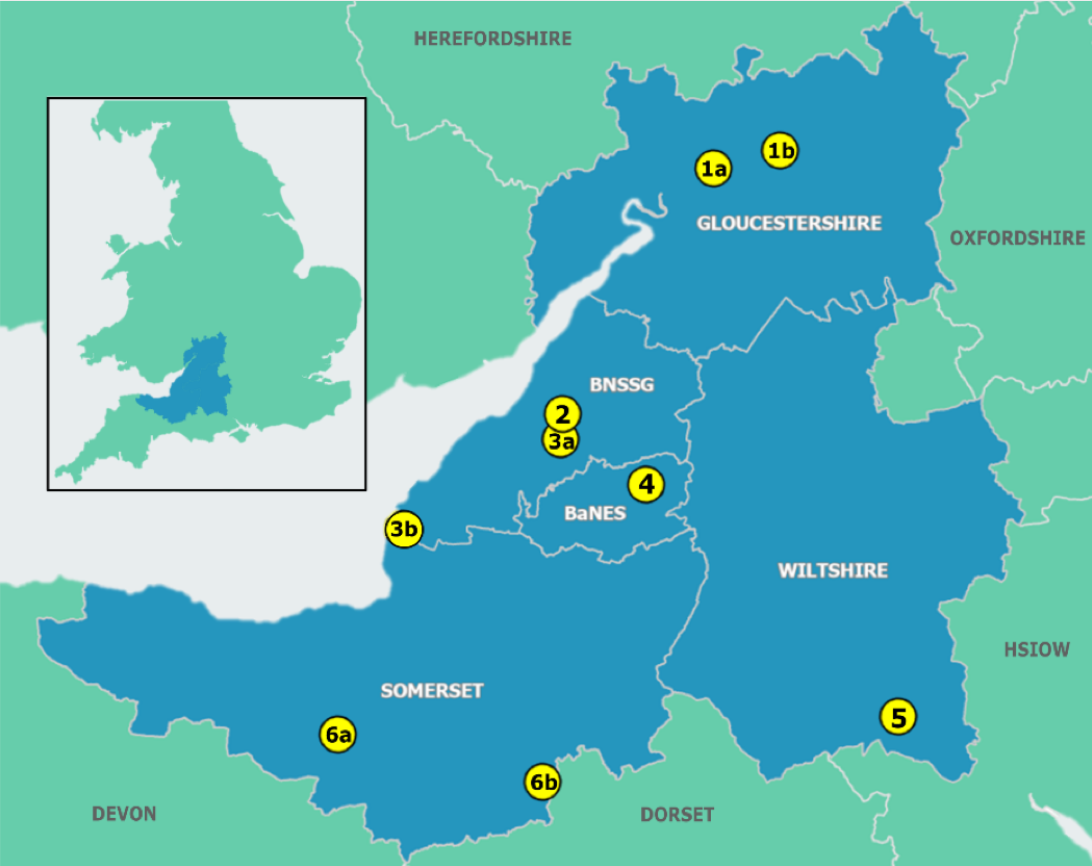 HEREFORDSHIRE
1b
1a
GLOUCESTERSHIRE
OXFORDSHIRE
BNSSG
2
3a
4
BaNES
3b
WILTSHIRE
HSIOW
SOMERSET
5
6a
6b
DEVON
DORSET